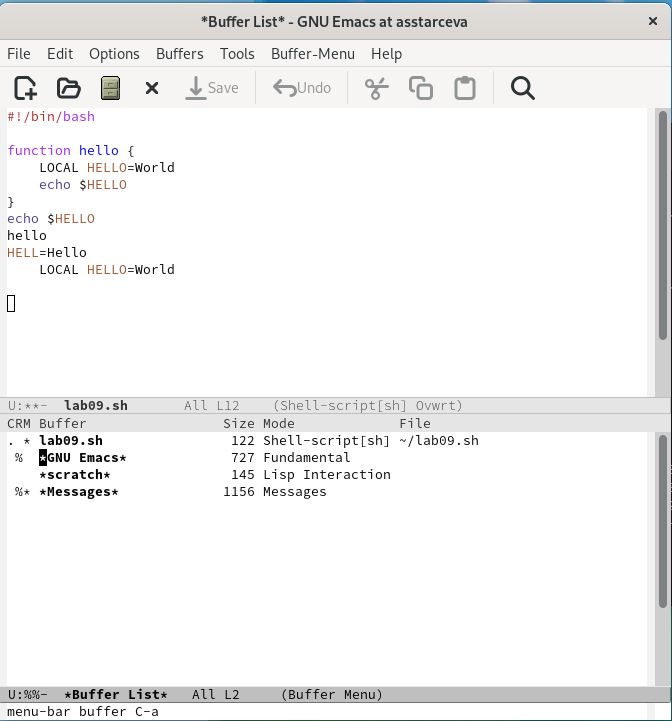 *Buffer List* - GNU Emacs at asstarceva
File Edit Options Buffers Tools Buffer-Menu Help
Save Undo
#!/bin/bash
function hello {
    LOCAL HELLO=World
    echo $HELLO
}
echo $HELLO
hello
HELL=Hello
    LOCAL HELLO=World
U:**-  lab09.sh       All L12    (Shell-script[sh] Ovwrt)
CRM Buffer                 Size Mode             File
. * lab09.sh               122 Shell-script[sh] ~/lab09.sh
 %  *GNU Emacs*            727 Fundamental
    *scratch*              145 Lisp Interaction
 %* *Messages*            1156 Messages
U:%%-  *Buffer List*   All L2     (Buffer Menu)
menu-bar buffer C-a